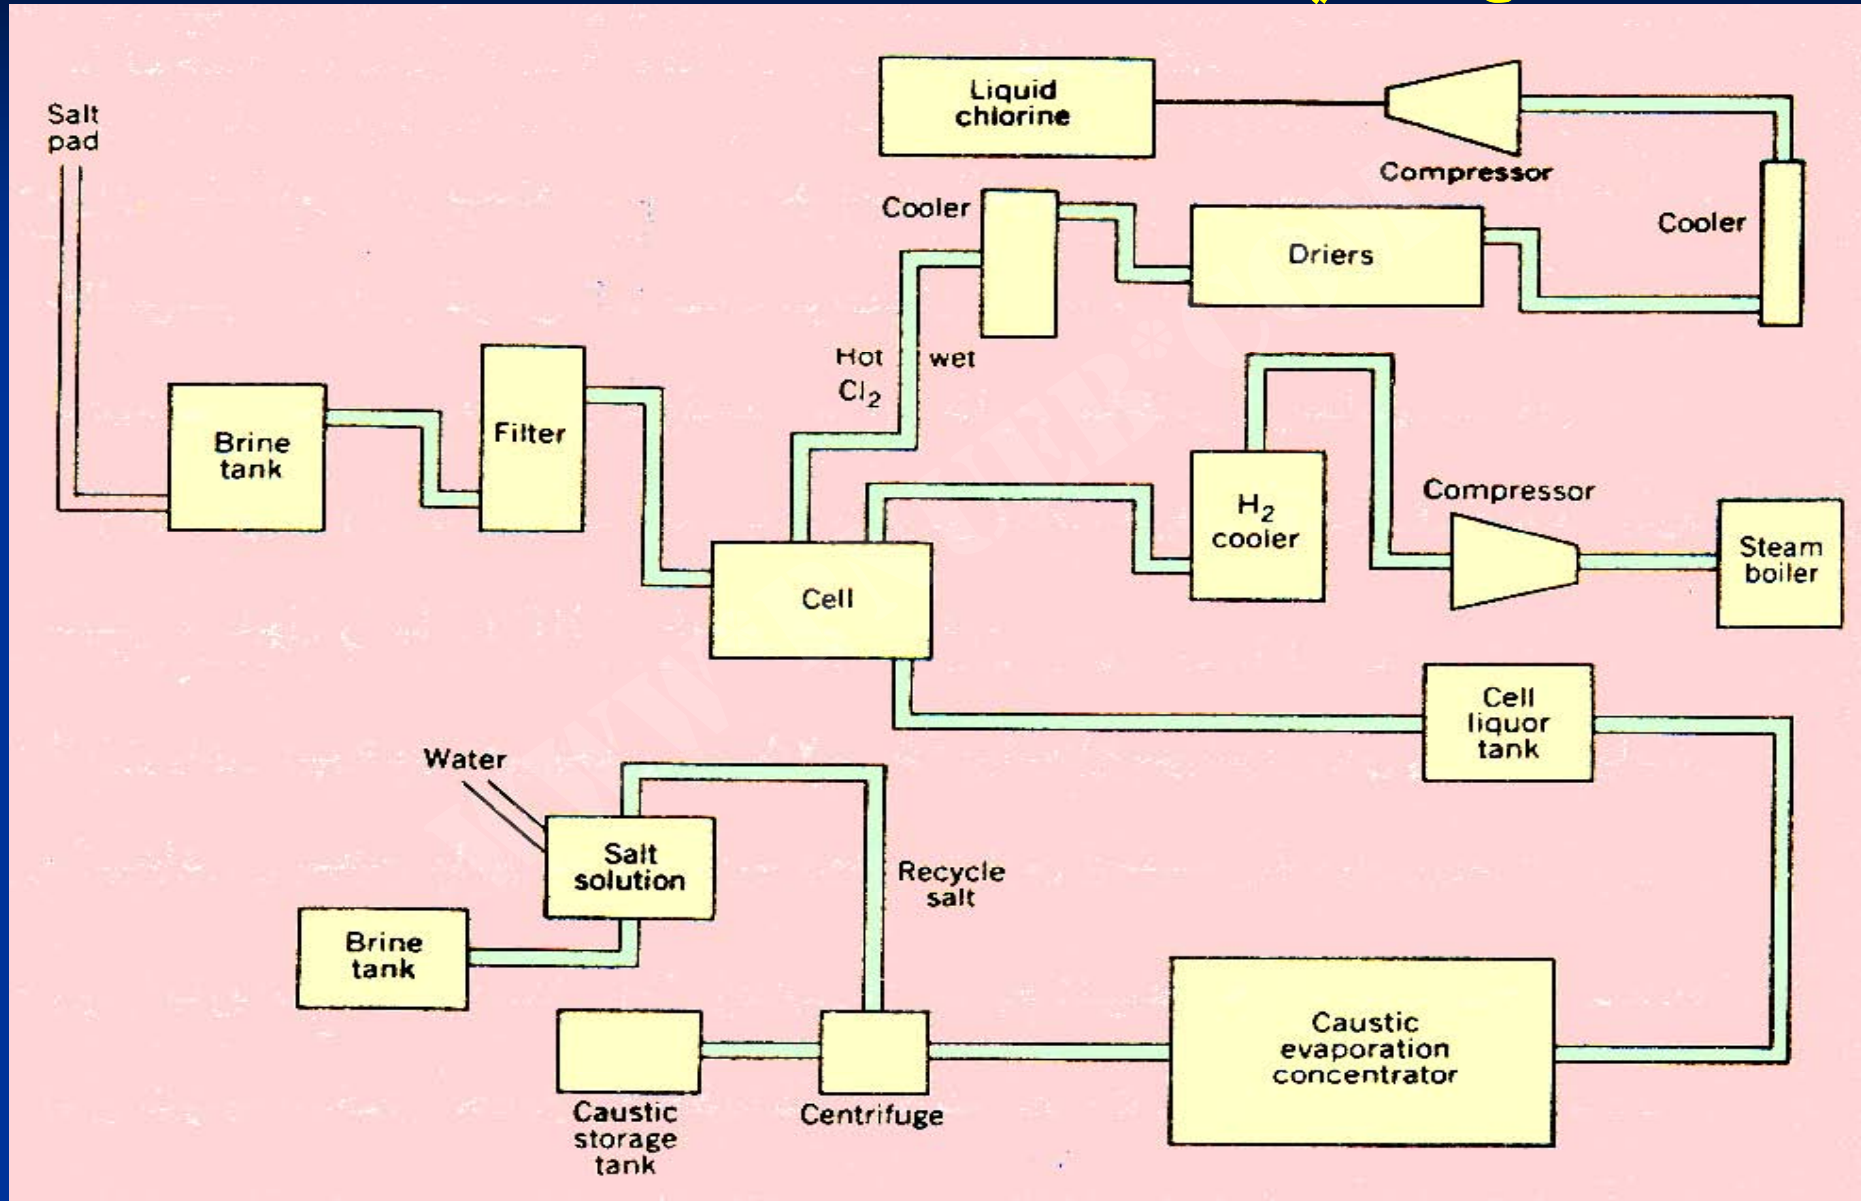 Salt
pad
Liquid
chlorine
Compressor
Cooler
Cooler
Driers
Hot wet
Cl2
Brine
tank
Filter
H2
cooler
Compressor
Steam
boiler
Cell
Cell
liquor
tank
Water
Salt
solution
Recycle
salt
Brine
tank
Caustic
evaporation
concentrator
Caustic
storage
tank
Centrifuge